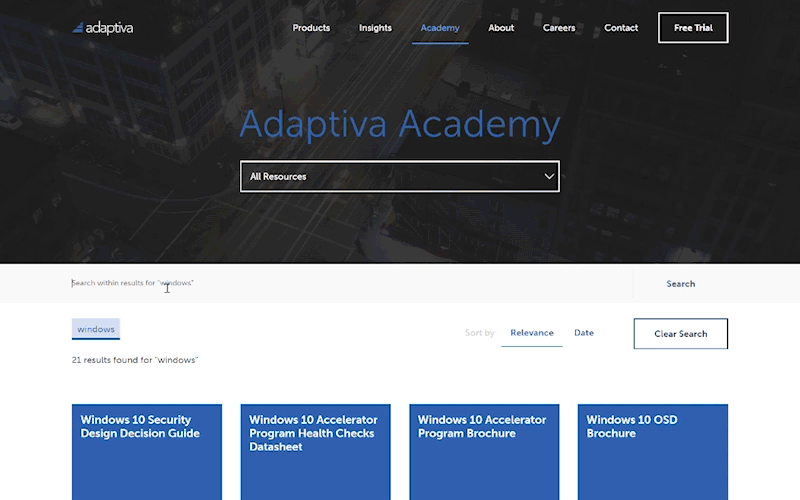 adaptiva
Products Insights Academy About Careers Contact Free Trial
Adaptiva Academy
All Resources
Search within results for "windows"
Search
windows
Sort by Relevance Date Clear Search
21 results found for "windows"
Windows 10 Security
Design Decision Guide
Windows 10 Accelerator
Program Health Checks
Datasheet
Windows 10 Accelerator
Program Brochure
Windows 10 OSD
Brochure